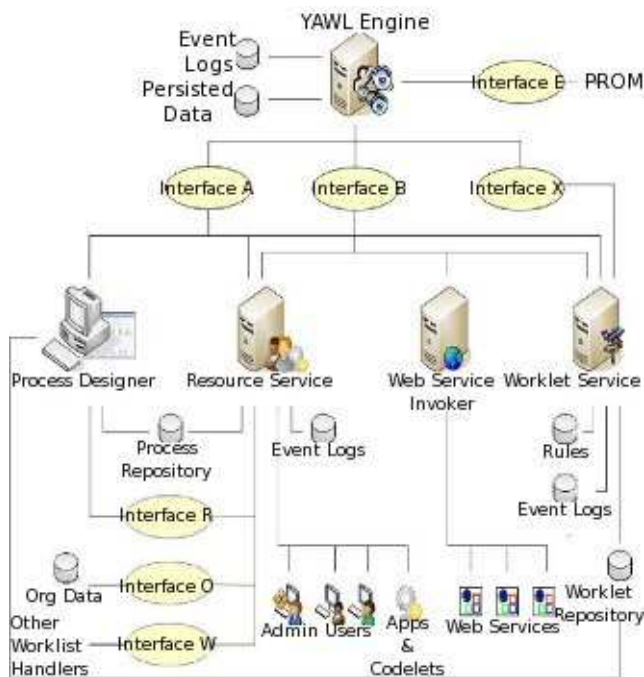 YAWL Engine
Event
Logs
Persisted
Data
Interface E
PROM
Interface A
Interface B
Interface X
Process Designer
Resource Service
Web Service
Invoker
Worklet Service
Process
Repository
Event Logs
Rules
Event Logs
Interface R
Org Data
Interface O
Other
Worklist
Handlers
Interface W
Admin
Users
Apps
&
Codelets
Web Services
Worklet
Repository